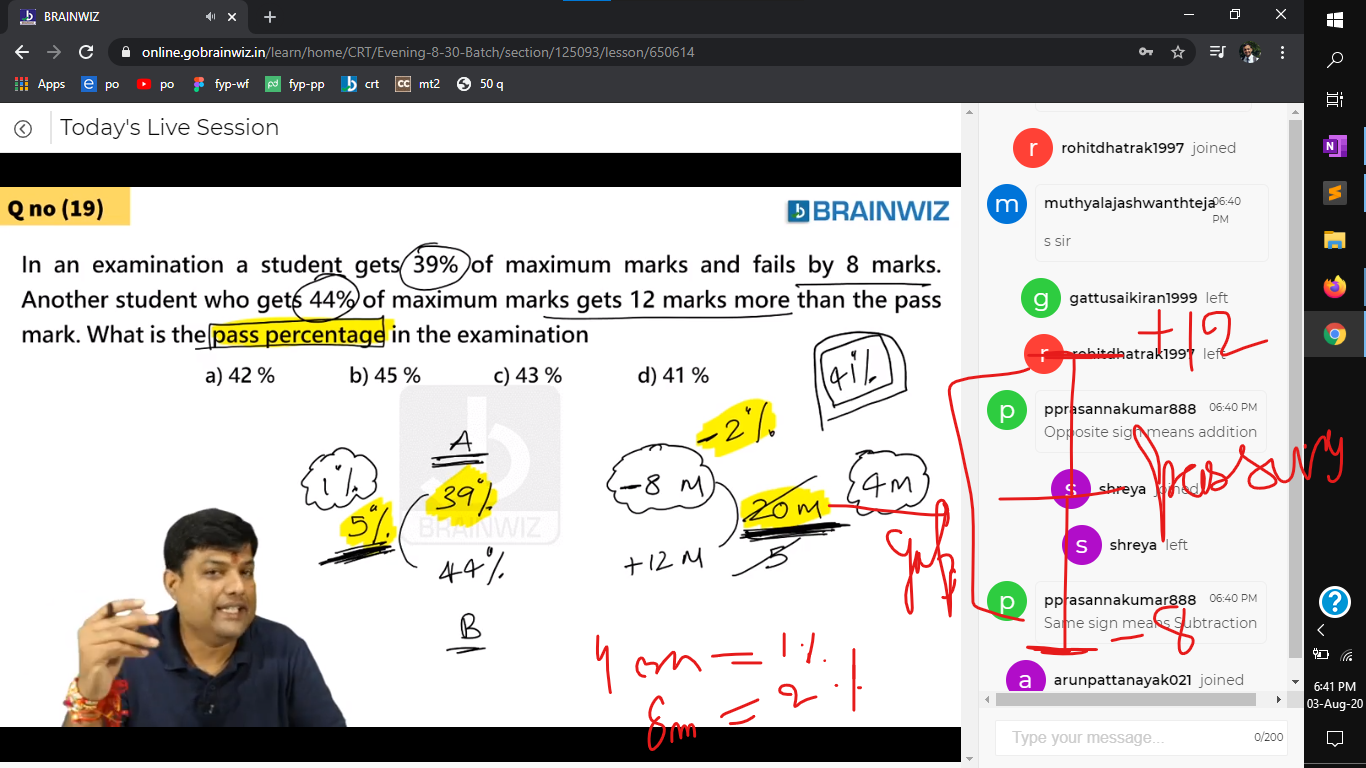 BRAINWIZ
online.gobrainwiz.in/learn/home/CRT/Evening-8-30-Batch/section/125093/lesson/650614
Apps po po fyp-wf fyp-pp crt mt2 50 q
Today's Live Session
Q no (19)
BRAINWIZ
In an examination a student gets 39% of maximum marks and fails by 8 marks.
Another student who gets 44% of maximum marks gets 12 marks more than the pass
mark. What is the pass percentage in the examination
a) 42 % b) 45 % c) 43 % d) 41 %
41%
-2%
A
1% 39% -8 M 20 M 4 M
BRAINWIZ
5%
44% +12 M 5
B
gap
4 m = 1%
8m = 2%
r rohitdhatrak1997 joined
m muthyalajashwanthteja 06:40 PM
s sir
g gattusaikiran1999 left
+12
r rohitdhatrak1997 left
p pprasannakumar888 06:40 PM
Opposite sign means addition
s shreya joined
s shreya left
p pprasannakumar888 06:40 PM
Same sign means Subtraction
-8
a arunpattanayak021 joined
Type your message... 0/200
6:41 PM
03-Aug-20